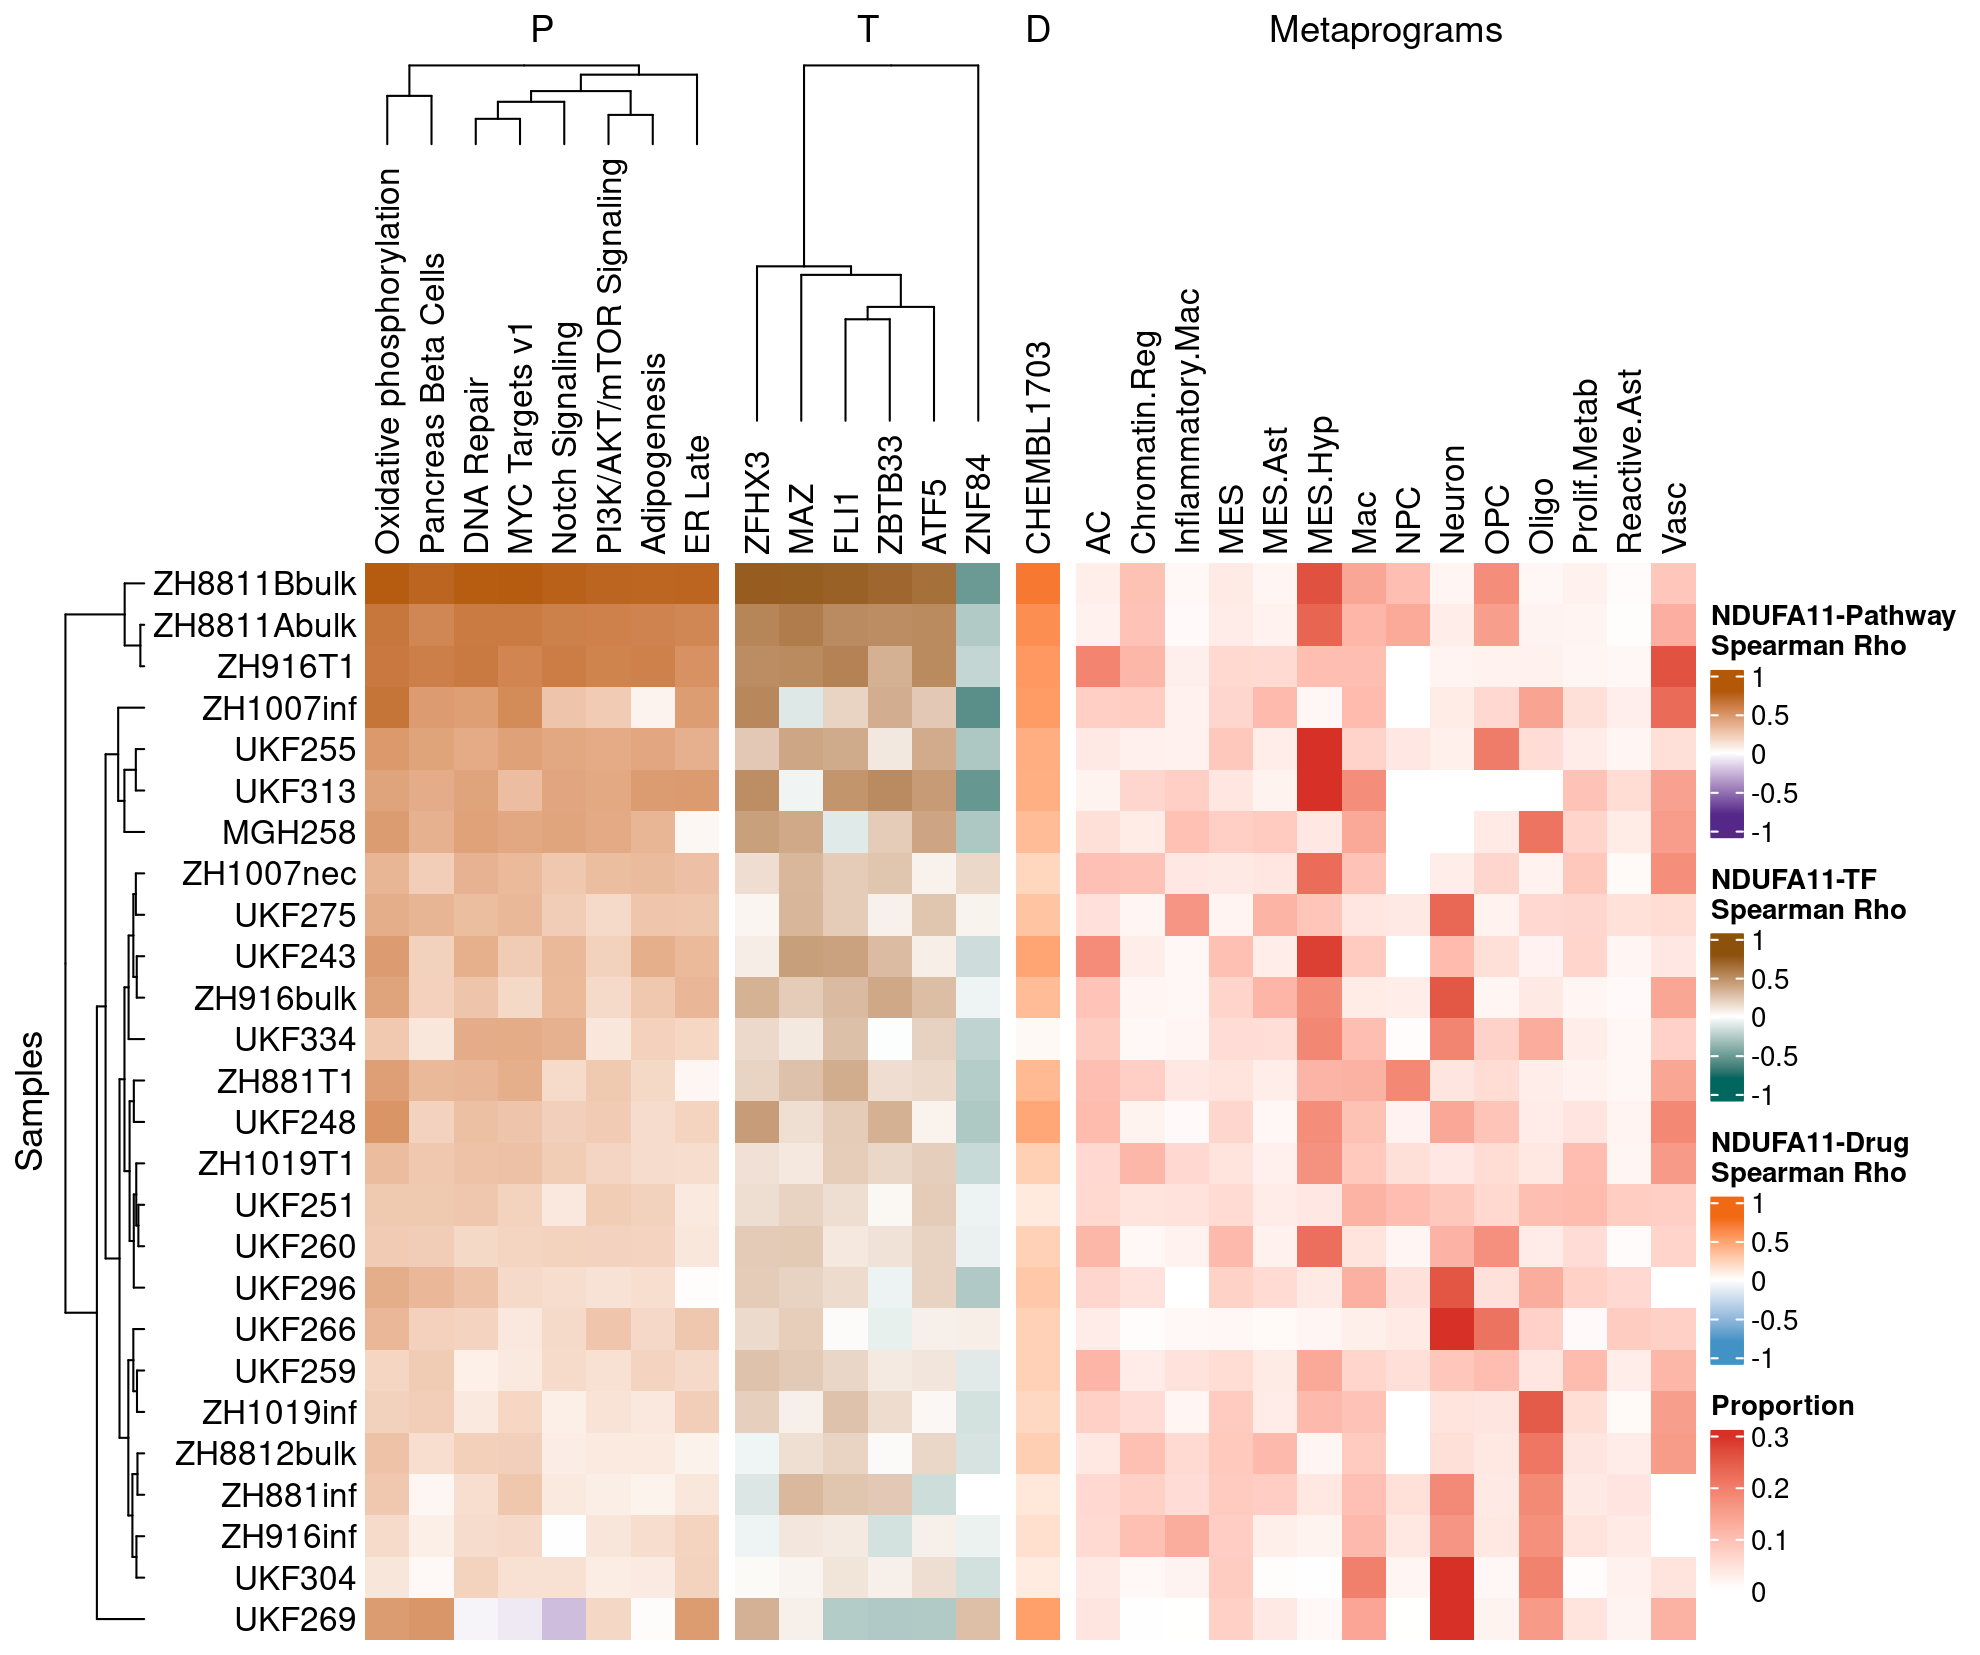 P
T
D
Metaprograms
Oxidative phosphorylation
Pancreas Beta Cells
DNA Repair
MYC Targets v1
Notch Signaling
PI3K/AKT/mTOR Signaling
Adipogenesis
ER Late
ZFHX3
MAZ
FLI1
ZBTB33
ATF5
ZNF84
CHEMBL1703
AC
Chromatin.Reg
Inflammatory.Mac
MES
MES.Ast
MES.Hyp
Mac
NPC
Neuron
OPC
Oligo
Prolif.Metab
Reactive.Ast
Vasc
Samples
ZH8811Bbulk
ZH8811Abulk
ZH916T1
ZH1007inf
UKF255
UKF313
MGH258
ZH1007nec
UKF275
UKF243
ZH916bulk
UKF334
ZH881T1
UKF248
ZH1019T1
UKF251
UKF260
UKF296
UKF266
UKF259
ZH1019inf
ZH8812bulk
ZH881inf
ZH916inf
UKF304
UKF269
NDUFA11-Pathway
Spearman Rho
1
0.5
0
-0.5
-1
NDUFA11-TF
Spearman Rho
1
0.5
0
-0.5
-1
NDUFA11-Drug
Spearman Rho
1
0.5
0
-0.5
-1
Proportion
0.3
0.2
0.1
0